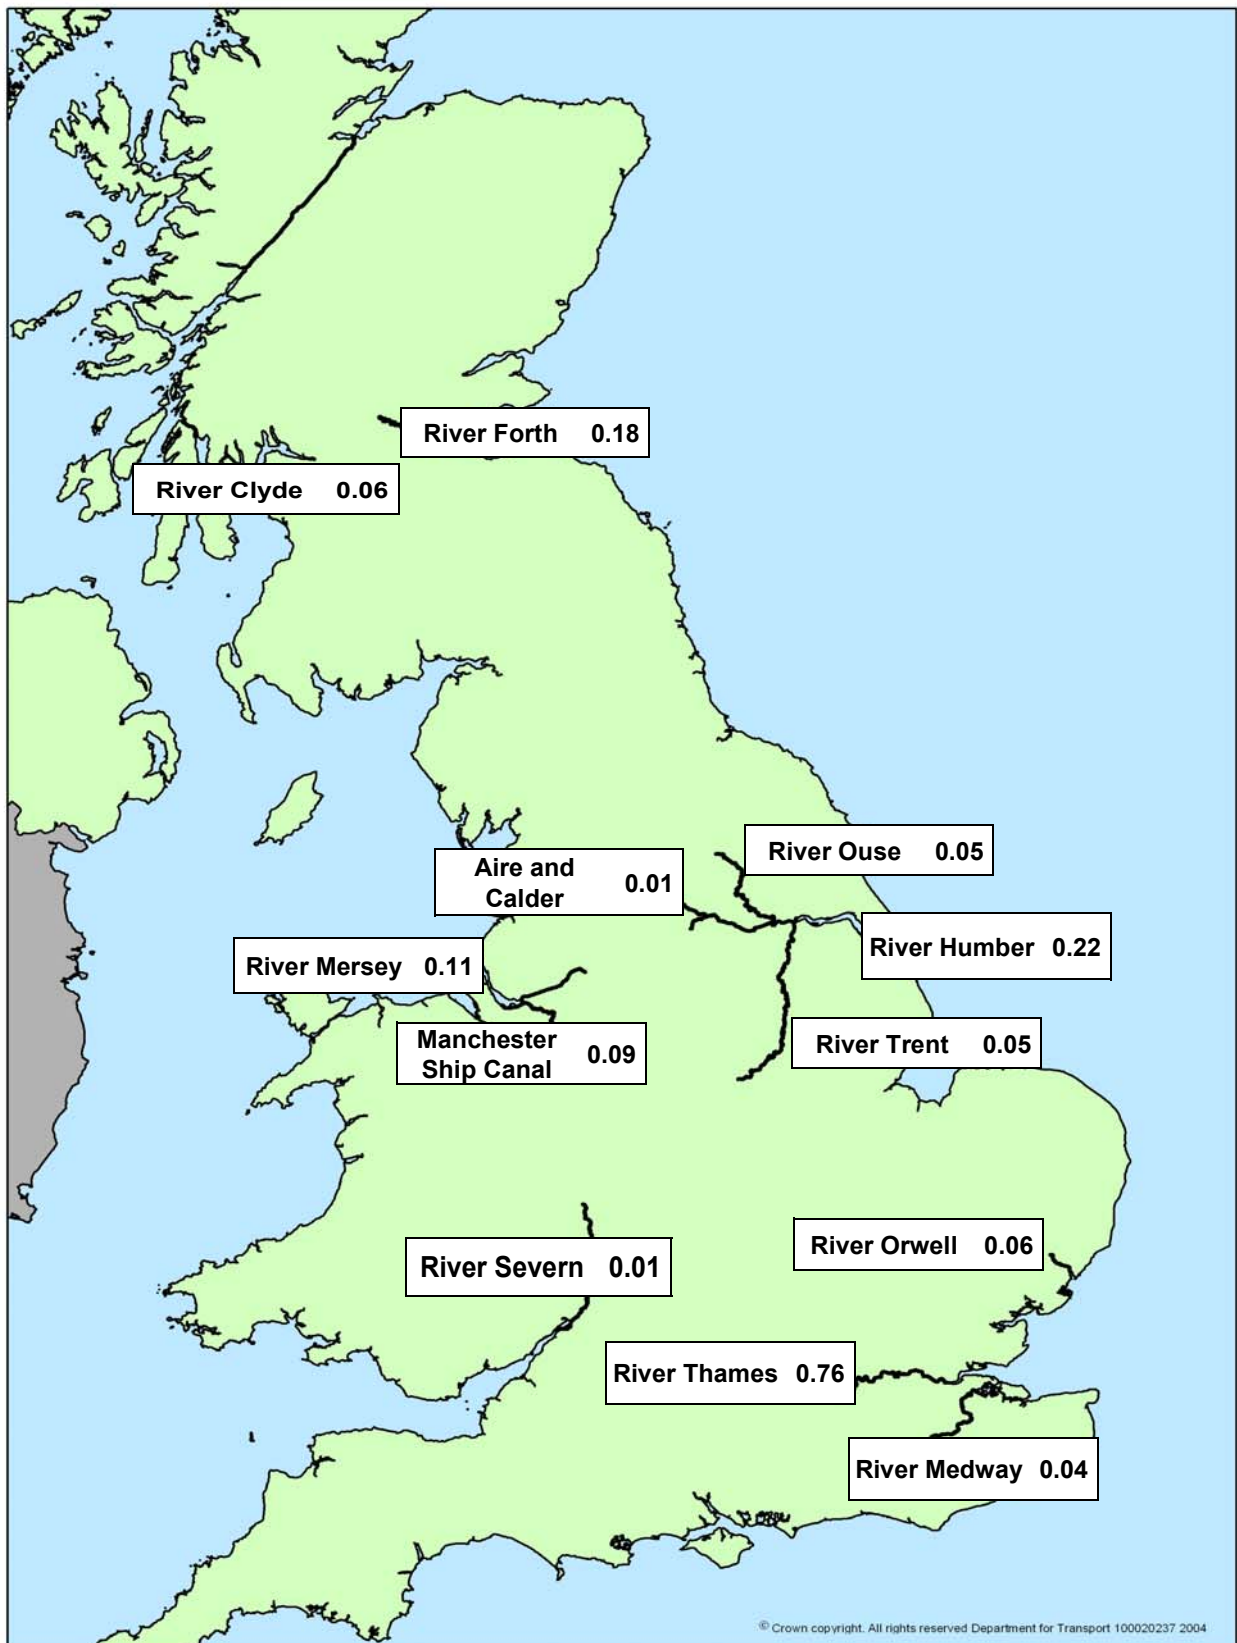 River Forth 0.18
River Clyde 0.06
River Ouse 0.05
Aire and
Calder 0.01
River Humber 0.22
River Mersey 0.11
Manchester
Ship Canal 0.09
River Trent 0.05
River Orwell 0.06
River Severn 0.01
River Thames 0.76
River Medway 0.04
© Crown copyright. All rights reserved Department for Transport 100020237 2004